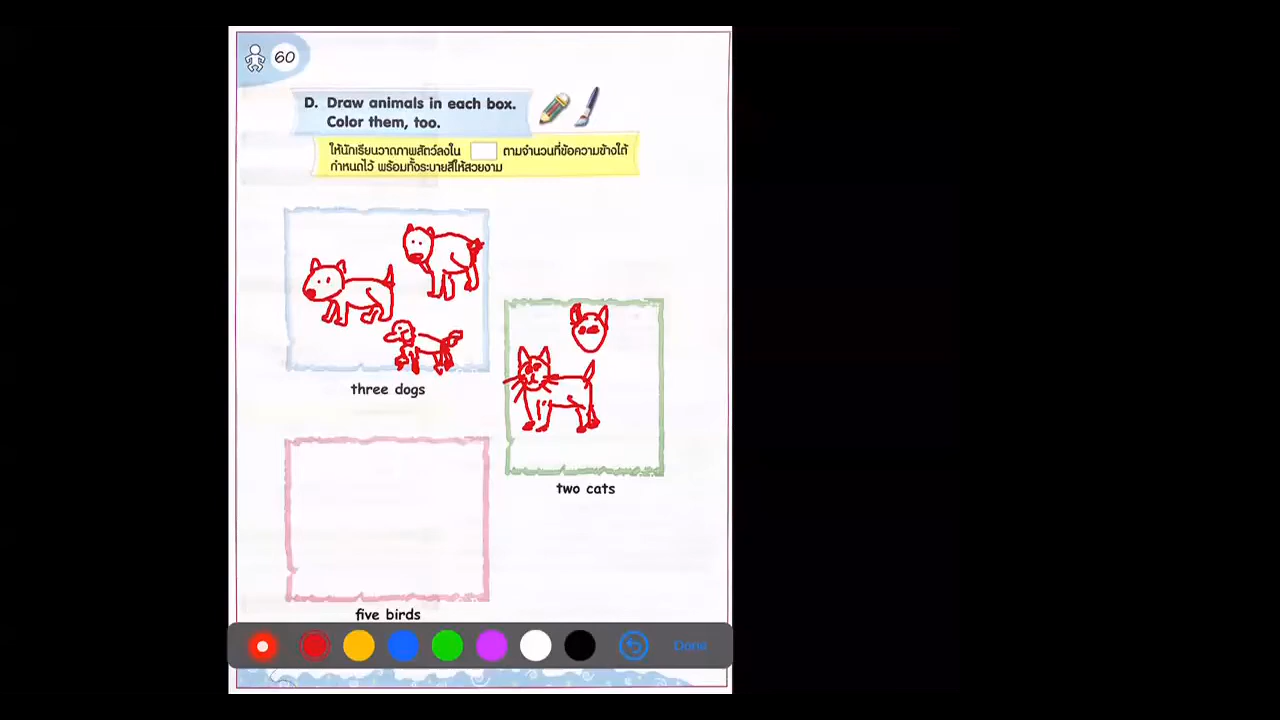 60
D. Draw animals in each box.
Color them, too.
ให้นักเรียนวาดภาพสัตว์ลงใน ตามจำนวนที่ข้อความข้างใต้
กำหนดไว้ พร้อมทั้งระบายสีให้สวยงาม
three dogs
two cats
five birds
Done